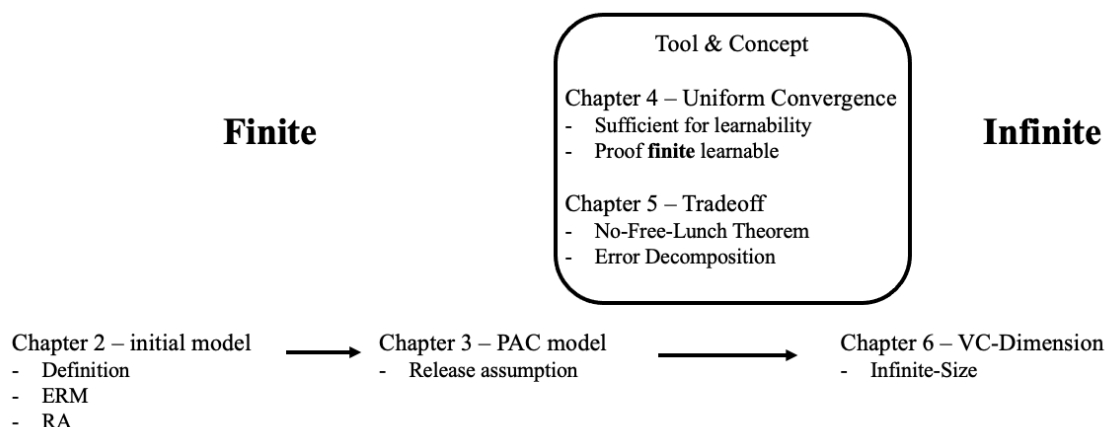 Tool & Concept
Chapter 4 – Uniform Convergence
- Sufficient for learnability
- Proof finite learnable
Chapter 5 – Tradeoff
- No-Free-Lunch Theorem
- Error Decomposition
Finite
Infinite
Chapter 2 – initial model
- Definition
- ERM
- RA
Chapter 3 – PAC model
- Release assumption
Chapter 6 – VC-Dimension
- Infinite-Size